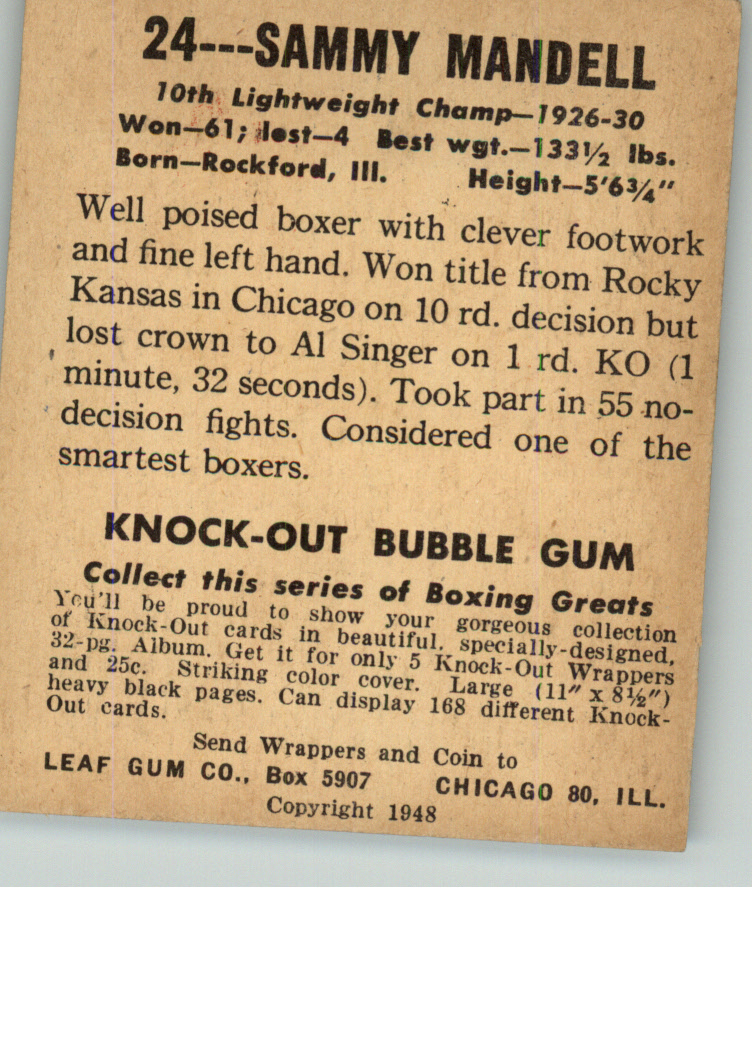 24---SAMMY MANDELL
10th Lightweight Champ—1926-30
Won—61; lost—4 Best wgt.—133½ lbs.
Born—Rockford, Ill. Height—5'6¾"
Well poised boxer with clever footwork
and fine left hand. Won title from Rocky
Kansas in Chicago on 10 rd. decision but
lost crown to Al Singer on 1 rd. KO (1
minute, 32 seconds). Took part in 55 no-
decision fights. Considered one of the
smartest boxers.
KNOCK-OUT BUBBLE GUM
Collect this series of Boxing Greats
You'll be proud to show your gorgeous collection
of Knock-Out cards in beautiful, specially-designed,
32-pg. Album. Get it for only 5 Knock-Out Wrappers
and 25c. Striking color cover. Large (11" x 8½")
heavy black pages. Can display 168 different Knock-
Out cards.
Send Wrappers and Coin to
LEAF GUM CO., Box 5907 CHICAGO 80, ILL.
Copyright 1948